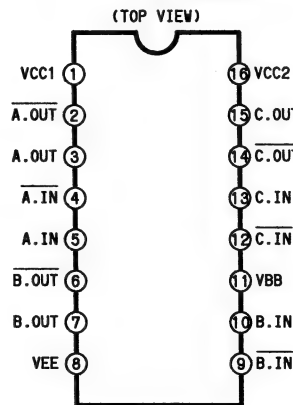 (TOP VIEW)
VCC1 1 16 VCC2
A.OUT 2 15 C.OUT
A.OUT 3 14 C.OUT
A.IN 4 13 C.IN
A.IN 5 12 C.IN
B.OUT 6 11 VBB
B.OUT 7 10 B.IN
VEE 8 9 B.IN